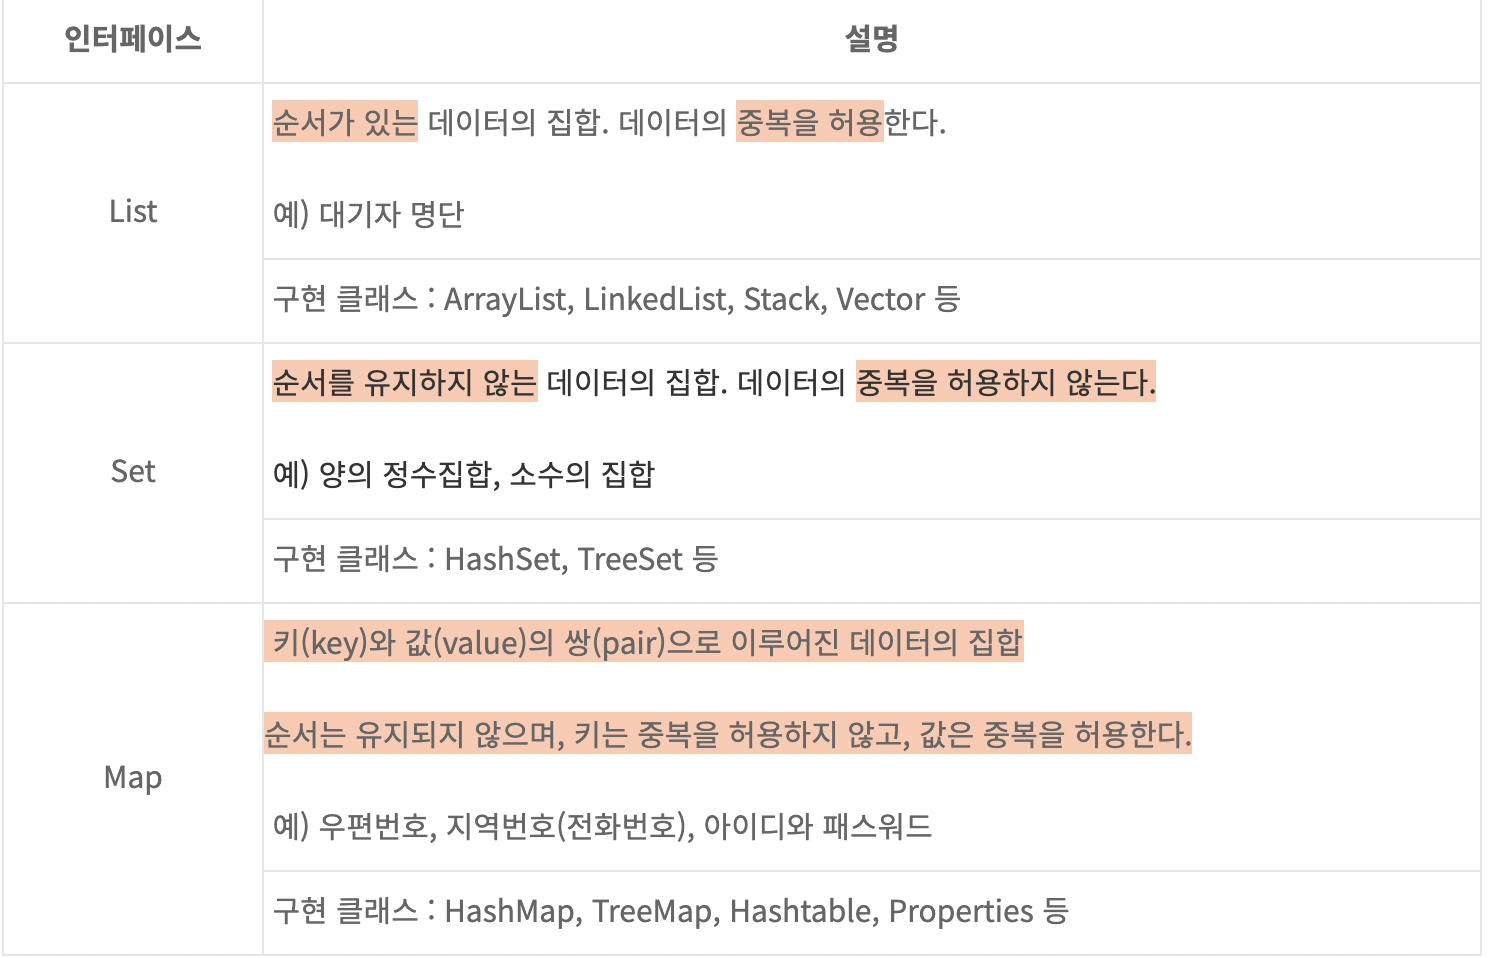 인터페이스 설명
순서가 있는 데이터의 집합. 데이터의 중복을 허용한다.
List
예) 대기자 명단
구현 클래스 : ArrayList, LinkedList, Stack, Vector 등
순서를 유지하지 않는 데이터의 집합. 데이터의 중복을 허용하지 않는다.
Set
예) 양의 정수집합, 소수의 집합
구현 클래스 : HashSet, TreeSet 등
키(key)와 값(value)의 쌍(pair)으로 이루어진 데이터의 집합
순서는 유지되지 않으며, 키는 중복을 허용하지 않고, 값은 중복을 허용한다.
Map
예) 우편번호, 지역번호(전화번호), 아이디와 패스워드
구현 클래스 : HashMap, TreeMap, Hashtable, Properties 등